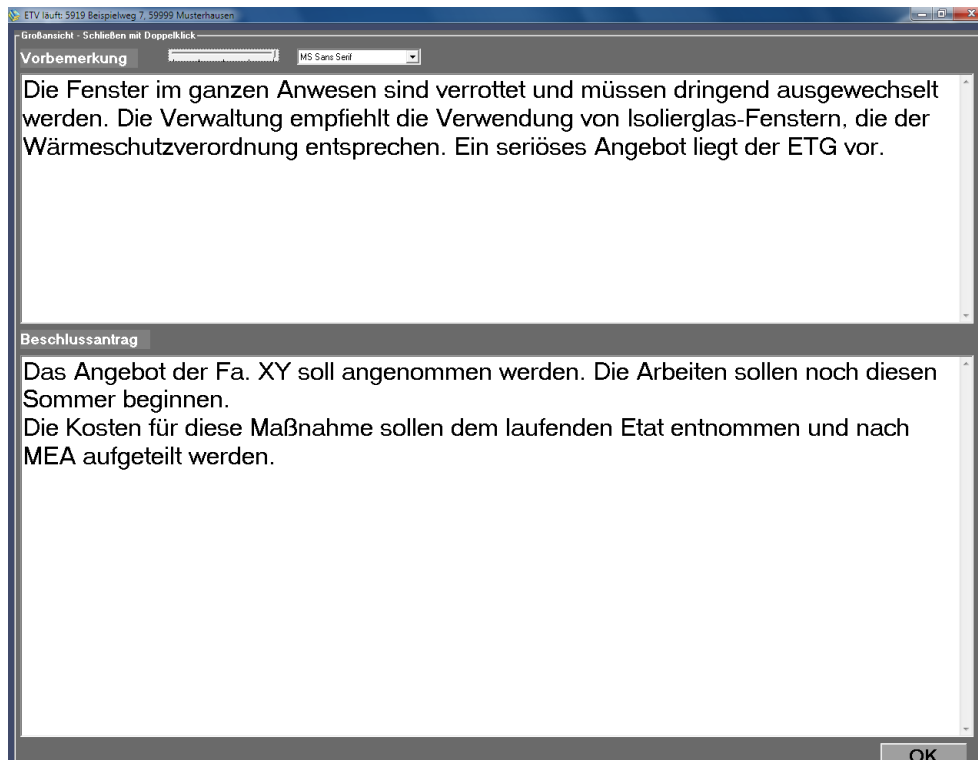 ETV läuft: 5919 Beispielweg 7, 59999 Musterhausen
Großansicht - Schließen mit Doppelklick
Vorbemerkung
MS Sans Serif
Die Fenster im ganzen Anwesen sind verrottet und müssen dringend ausgewechselt
werden. Die Verwaltung empfiehlt die Verwendung von Isolierglas-Fenstern, die der
Wärmeschutzverordnung entsprechen. Ein seriöses Angebot liegt der ETG vor.
Beschlussantrag
Das Angebot der Fa. XY soll angenommen werden. Die Arbeiten sollen noch diesen
Sommer beginnen.
Die Kosten für diese Maßnahme sollen dem laufenden Etat entnommen und nach
MEA aufgeteilt werden.
OK